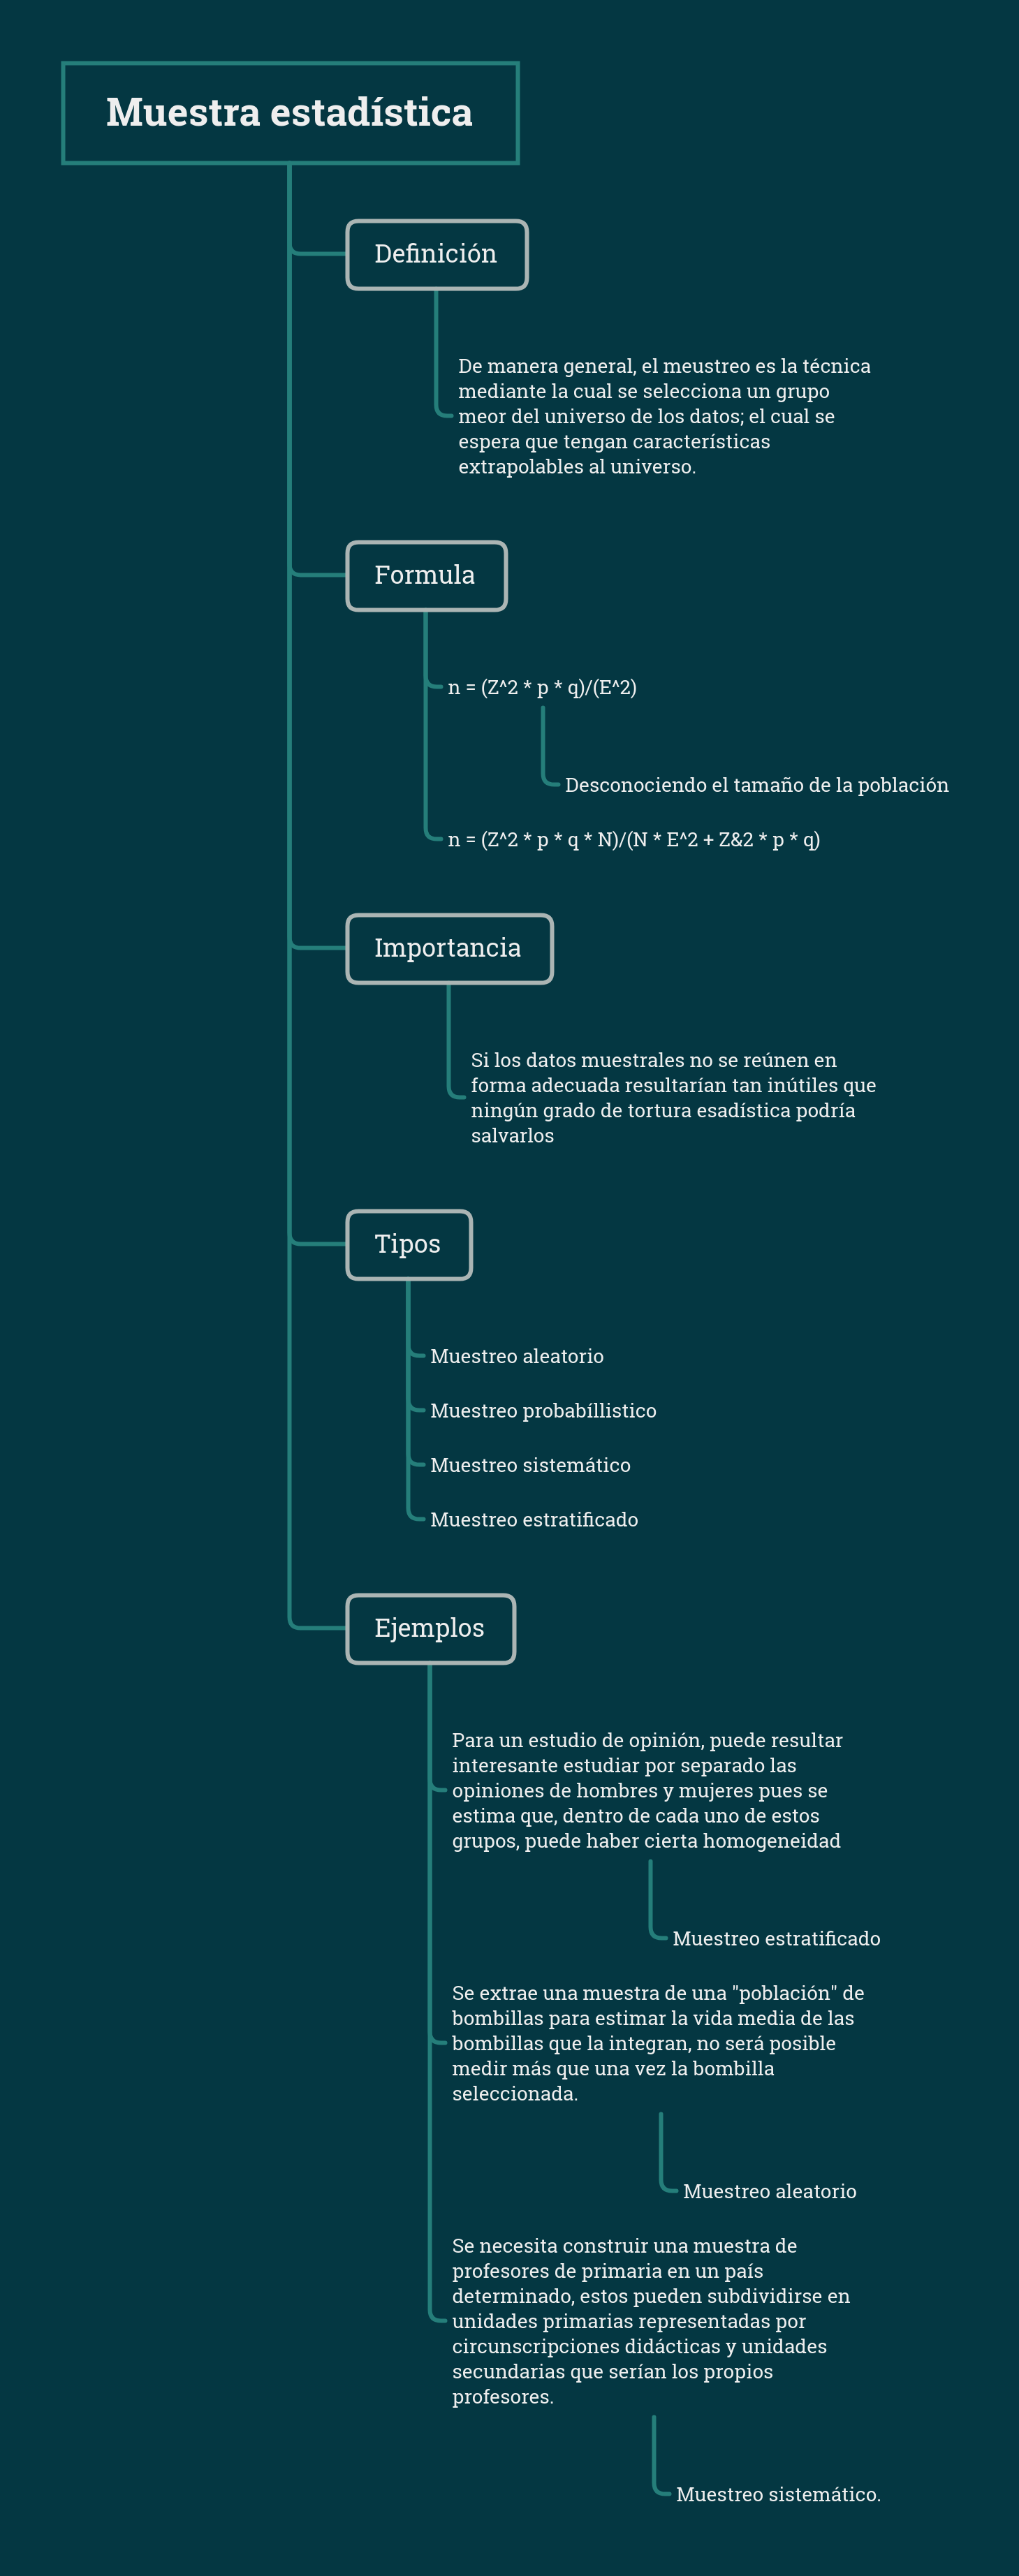 Muestra estadística
Definición
De manera general, el meustreo es la técnica
mediante la cual se selecciona un grupo
meor del universo de los datos; el cual se
espera que tengan características
extrapolables al universo.
Formula
n = (Z^2 * p * q)/(E^2)
Desconociendo el tamaño de la población
n = (Z^2 * p * q * N)/(N * E^2 + Z&2 * p * q)
Importancia
Si los datos muestrales no se reúnen en
forma adecuada resultarían tan inútiles que
ningún grado de tortura esadística podría
salvarlos
Tipos
Muestreo aleatorio
Muestreo probabíllistico
Muestreo sistemático
Muestreo estratificado
Ejemplos
Para un estudio de opinión, puede resultar
interesante estudiar por separado las
opiniones de hombres y mujeres pues se
estima que, dentro de cada uno de estos
grupos, puede haber cierta homogeneidad
Muestreo estratificado
Se extrae una muestra de una "población" de
bombillas para estimar la vida media de las
bombillas que la integran, no será posible
medir más que una vez la bombilla
seleccionada.
Muestreo aleatorio
Se necesita construir una muestra de
profesores de primaria en un país
determinado, estos pueden subdividirse en
unidades primarias representadas por
circunscripciones didácticas y unidades
secundarias que serían los propios
profesores.
Muestreo sistemático.